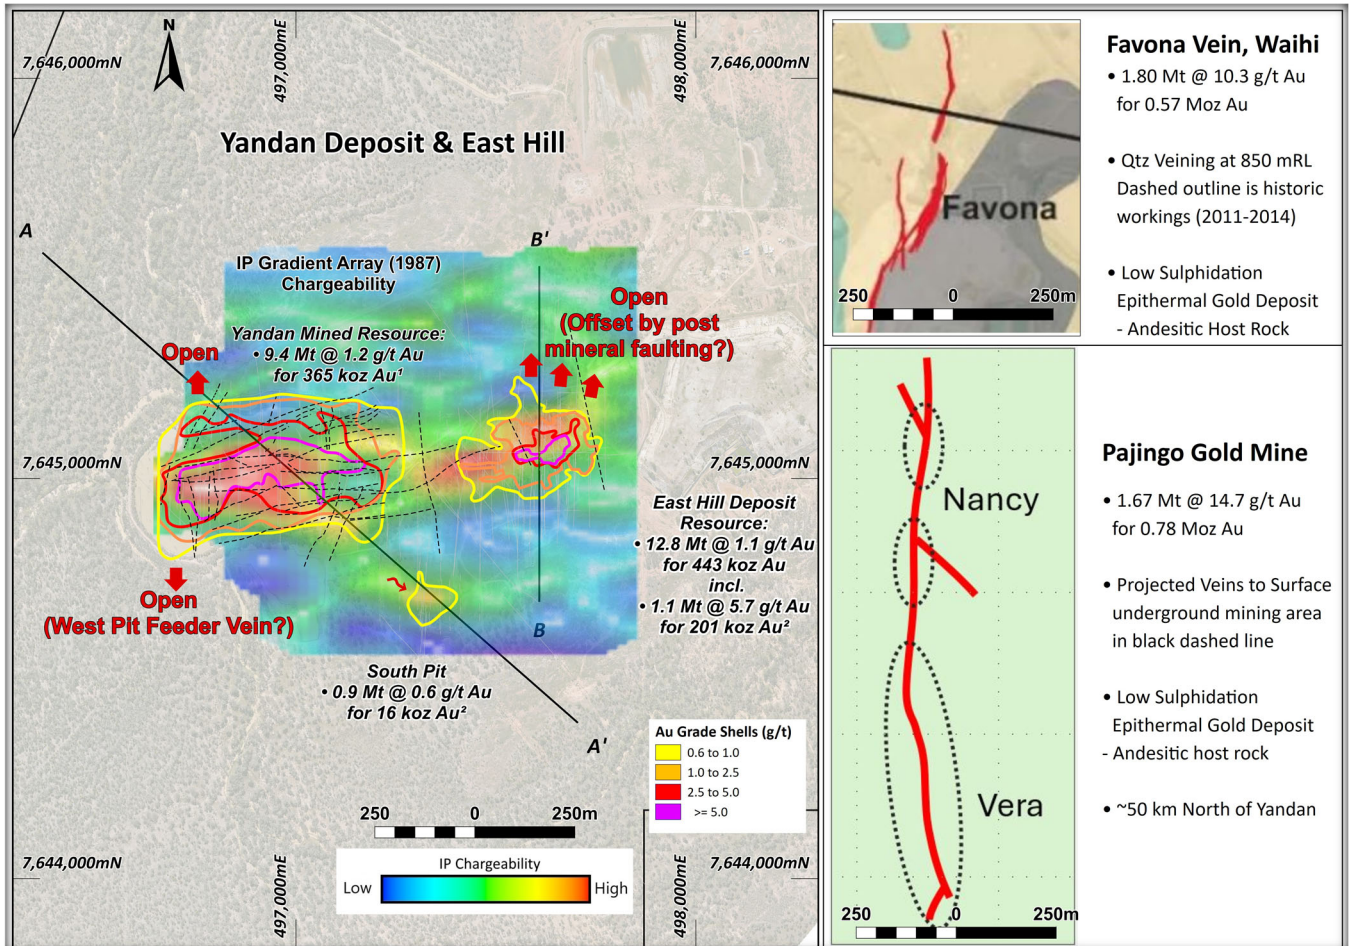 N
7,646,000mN
497,000mE
498,000mE
7,646,000mN
Yandan Deposit & East Hill
A
B'
IP Gradient Array (1987)
Chargeability
Open
(Offset by post
mineral faulting?)
Yandan Mined Resource:
• 9.4 Mt @ 1.2 g/t Au
for 365 koz Au¹
Open
7,645,000mN
7,645,000mN
East Hill Deposit
Resource:
• 12.8 Mt @ 1.1 g/t Au
for 443 koz Au
incl.
• 1.1 Mt @ 5.7 g/t Au
for 201 koz Au²
Open
(West Pit Feeder Vein?)
B
South Pit
• 0.9 Mt @ 0.6 g/t Au
for 16 koz Au²
A'
Au Grade Shells (g/t)
0.6 to 1.0
1.0 to 2.5
2.5 to 5.0
>= 5.0
250 0 250m
IP Chargeability
Low High
7,644,000mN
497,000mE
498,000mE
7,644,000mN
Favona
250 0 250m
Favona Vein, Waihi
• 1.80 Mt @ 10.3 g/t Au
for 0.57 Moz Au
• Qtz Veining at 850 mRL
Dashed outline is historic
workings (2011-2014)
• Low Sulphidation
Epithermal Gold Deposit
- Andesitic Host Rock
Nancy
Vera
250 0 250m
Pajingo Gold Mine
• 1.67 Mt @ 14.7 g/t Au
for 0.78 Moz Au
• Projected Veins to Surface
underground mining area
in black dashed line
• Low Sulphidation
Epithermal Gold Deposit
- Andesitic host rock
• ~50 km North of Yandan